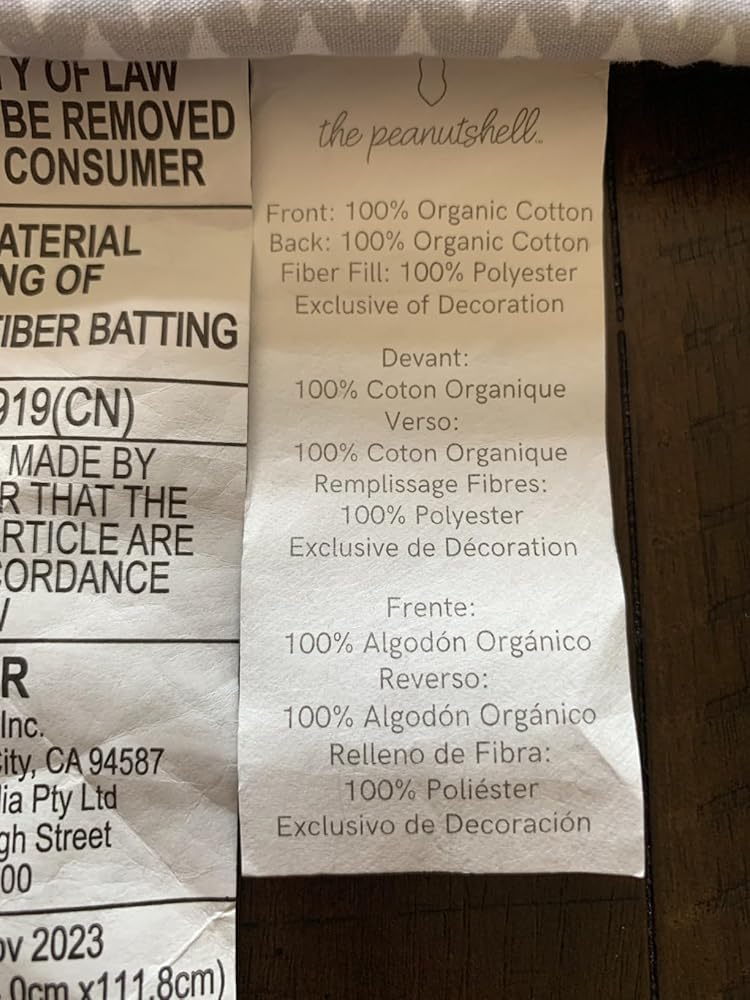 Y OF LAW
BE REMOVED
CONSUMER
ATERIAL
NG OF
IBER BATTING
919(CN)
MADE BY
R THAT THE
RTICLE ARE
CORDANCE
R
Inc.
ity, CA 94587
lia Pty Ltd
gh Street
00
ov 2023
0cm x111.8cm)
the peanutshell™
Front: 100% Organic Cotton
Back: 100% Organic Cotton
Fiber Fill: 100% Polyester
Exclusive of Decoration
Devant:
100% Coton Organique
Verso:
100% Coton Organique
Remplissage Fibres:
100% Polyester
Exclusive de Décoration
Frente:
100% Algodón Orgánico
Reverso:
100% Algodón Orgánico
Relleno de Fibra:
100% Poliéster
Exclusivo de Decoración